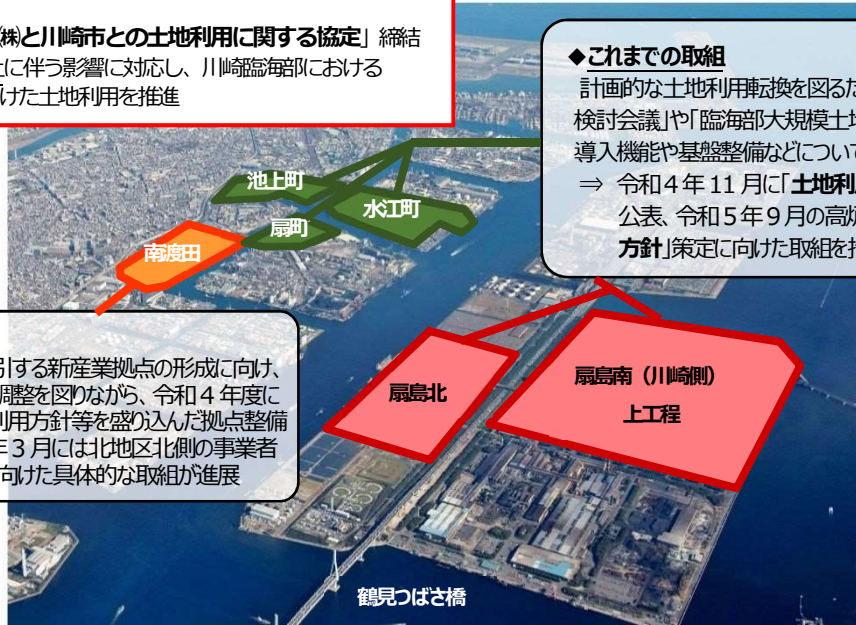 ㈱と川崎市との土地利用に関する協定」締結
に伴う影響に対応し、川崎臨海部における
けた土地利用を推進
◆これまでの取組
計画的な土地利用転換を図るた
検討会議」や「臨海部大規模土地
導入機能や基盤整備などについて
⇒ 令和４年11月に「土地利用
公表、令和５年９月の高炉
方針」策定に向けた取組を推
池上町
水江町
扇町
南渡田
引する新産業拠点の形成に向け、
調整を図りながら、令和４年度に
利用方針等を盛り込んだ拠点整備
年３月には北地区北側の事業者
向けた具体的な取組が進展
扇島北
扇島南（川崎側）
上工程
鶴見つばさ橋